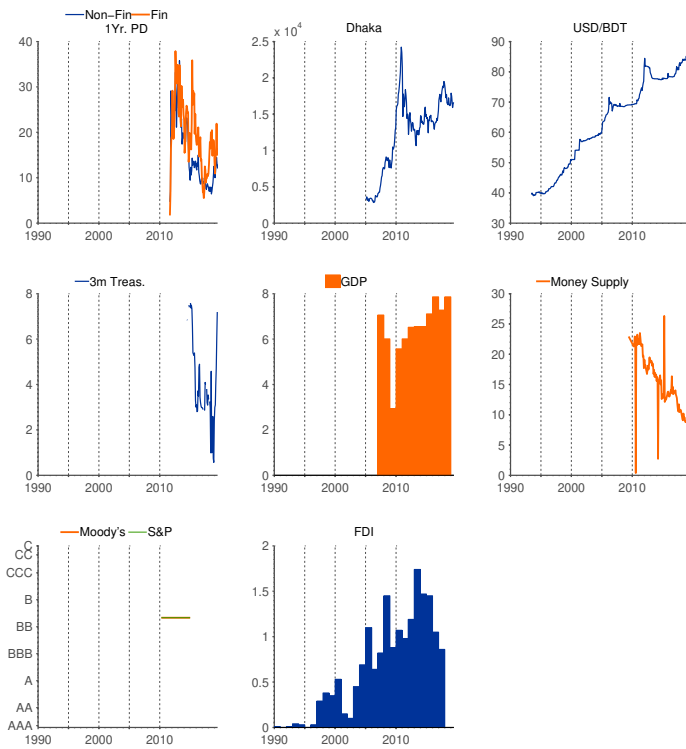 Non−Fin Fin
1Yr. PD
40
30
20
10
0
1990 2000 2010
x 10⁴ Dhaka
2.5
2
1.5
1
0.5
0
1990 2000 2010
USD/BDT
90
80
70
60
50
40
30
1990 2000 2010
3m Treas.
8
6
4
2
0
1990 2000 2010
GDP
8
6
4
2
0
1990 2000 2010
Money Supply
30
25
20
15
10
5
0
1990 2000 2010
Moody's S&P
C
CC
CCC
B
BB
BBB
A
AA
AAA
1990 2000 2010
FDI
2
1.5
1
0.5
0
1990 2000 2010